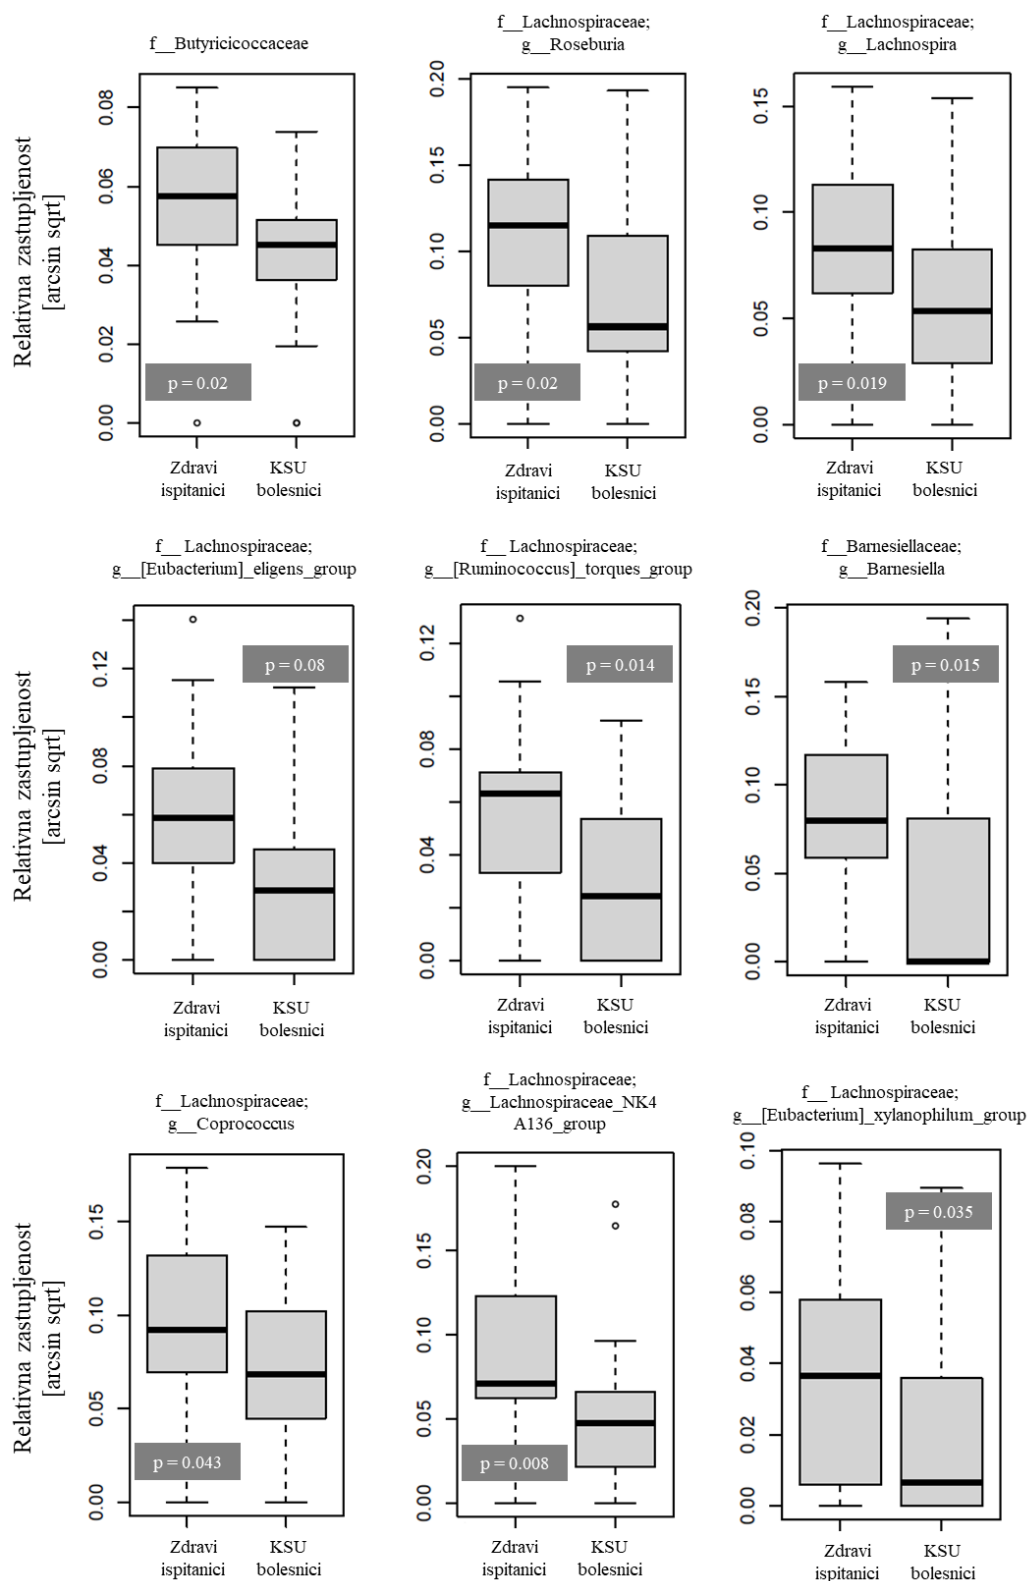 f__Butyricicoccaceae
Relativna zastupljenost
[arcsin sqrt]
0.08
0.06
0.04
0.02
0.00
p = 0.02
Zdravi
ispitanici
KSU
bolesnici
f__Lachnospiraceae;
g__Roseburia
0.20
0.15
0.10
0.05
0.00
p = 0.02
Zdravi
ispitanici
KSU
bolesnici
f__Lachnospiraceae;
g__Lachnospira
0.15
0.10
0.05
0.00
p = 0.019
Zdravi
ispitanici
KSU
bolesnici
f__ Lachnospiraceae;
g__[Eubacterium]_eligens_group
Relativna zastupljenost
[arcsin sqrt]
0.12
0.08
0.04
0.00
p = 0.08
Zdravi
ispitanici
KSU
bolesnici
f__ Lachnospiraceae;
g__[Ruminococcus]_torques_group
0.12
0.08
0.04
0.00
p = 0.014
Zdravi
ispitanici
KSU
bolesnici
f__Barnesiellaceae;
g__Barnesiella
0.20
0.15
0.10
0.05
0.00
p = 0.015
Zdravi
ispitanici
KSU
bolesnici
f__Lachnospiraceae;
g__Coprococcus
Relativna zastupljenost
[arcsin sqrt]
0.15
0.10
0.05
0.00
p = 0.043
Zdravi
ispitanici
KSU
bolesnici
f__Lachnospiraceae;
g__Lachnospiraceae_NK4
A136_group
0.20
0.15
0.10
0.05
0.00
p = 0.008
Zdravi
ispitanici
KSU
bolesnici
f__ Lachnospiraceae;
g__[Eubacterium]_xylanophilum_group
0.10
0.08
0.06
0.04
0.02
0.00
p = 0.035
Zdravi
ispitanici
KSU
bolesnici